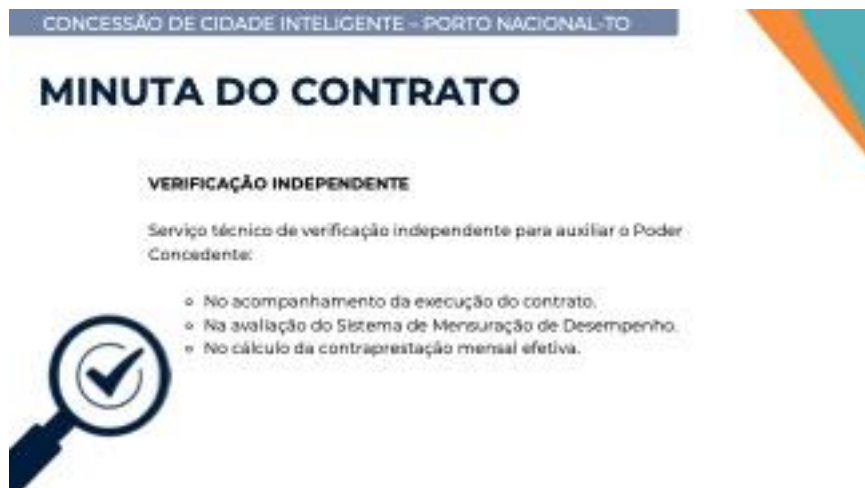 CONCESSÃO DE CIDADE INTELIGENTE – PORTO NACIONAL-TO
MINUTA DO CONTRATO
VERIFICAÇÃO INDEPENDENTE
Serviço técnico de verificação independente para auxiliar o Poder
Concedente:
No acompanhamento da execução do contrato.
Na avaliação do Sistema de Mensuração de Desempenho.
No cálculo da contraprestação mensal efetiva.